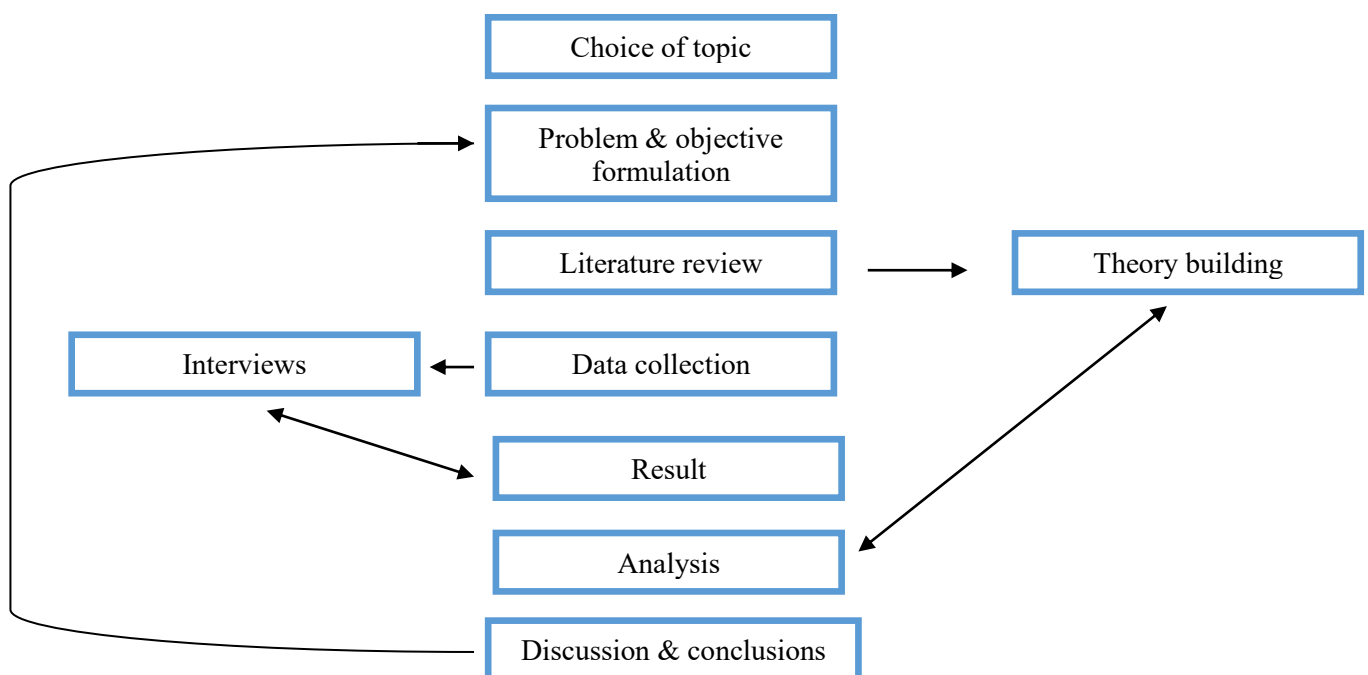 Choice of topic
Problem & objective
formulation
Literature review
Theory building
Interviews
Data collection
Result
Analysis
Discussion & conclusions